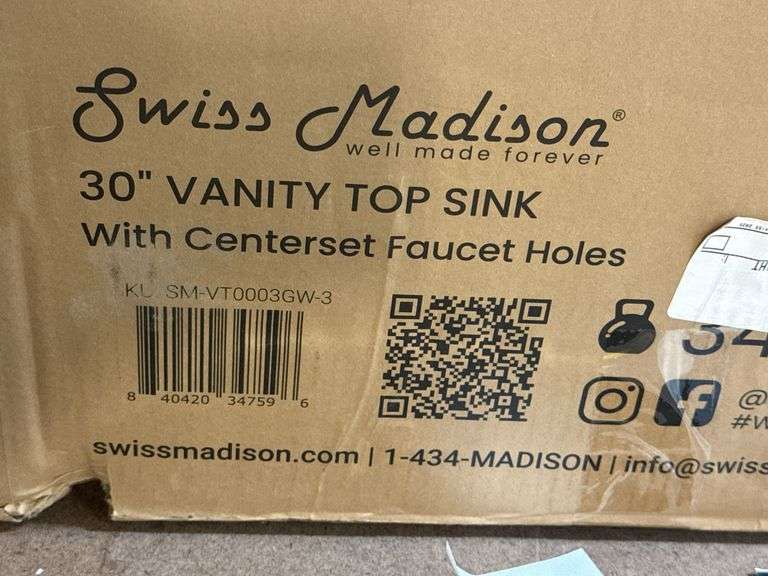 Swiss Madison®
well made forever
30" VANITY TOP SINK
With Centerset Faucet Holes
KU: SM-VT0003GW-3
8 40420 34759 6
34
@
#W
swissmadison.com | 1-434-MADISON | info@swiss